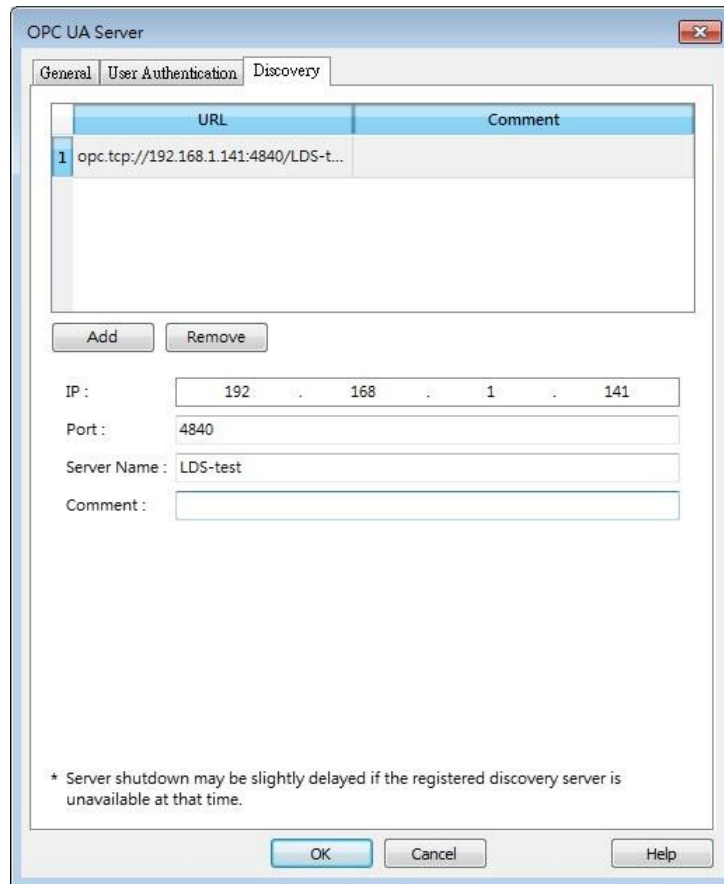 OPC UA Server
General User Authentication Discovery
URL Comment
1 opc.tcp://192.168.1.141:4840/LDS-t...
Add Remove
IP : 192 . 168 . 1 . 141
Port : 4840
Server Name : LDS-test
Comment :
* Server shutdown may be slightly delayed if the registered discovery server is
unavailable at that time.
OK Cancel Help